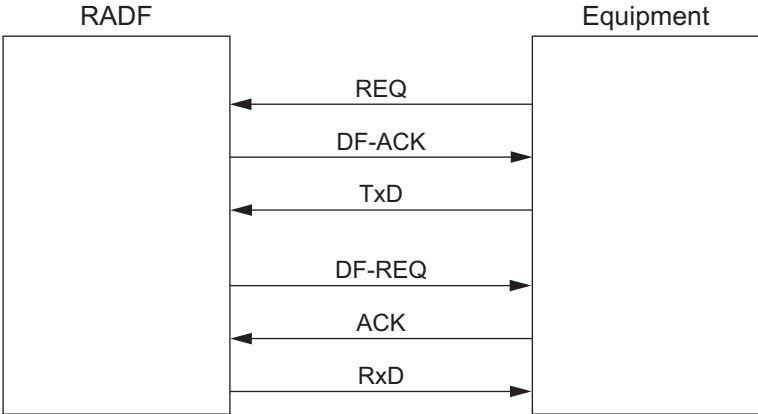 RADF
Equipment
REQ
DF-ACK
TxD
DF-REQ
ACK
RxD